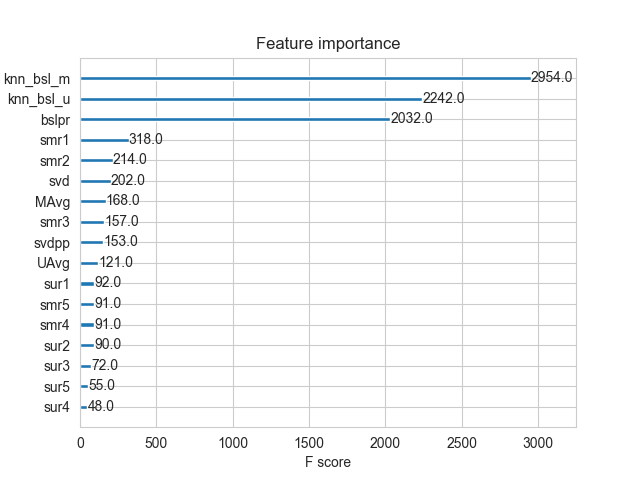 Feature importance
knn_bsl_m 2954.0
knn_bsl_u 2242.0
bslpr 2032.0
smr1 318.0
smr2 214.0
svd 202.0
MAvg 168.0
smr3 157.0
svdpp 153.0
UAvg 121.0
sur1 92.0
smr5 91.0
smr4 91.0
sur2 90.0
sur3 72.0
sur5 55.0
sur4 48.0
0 500 1000 1500 2000 2500 3000
F score